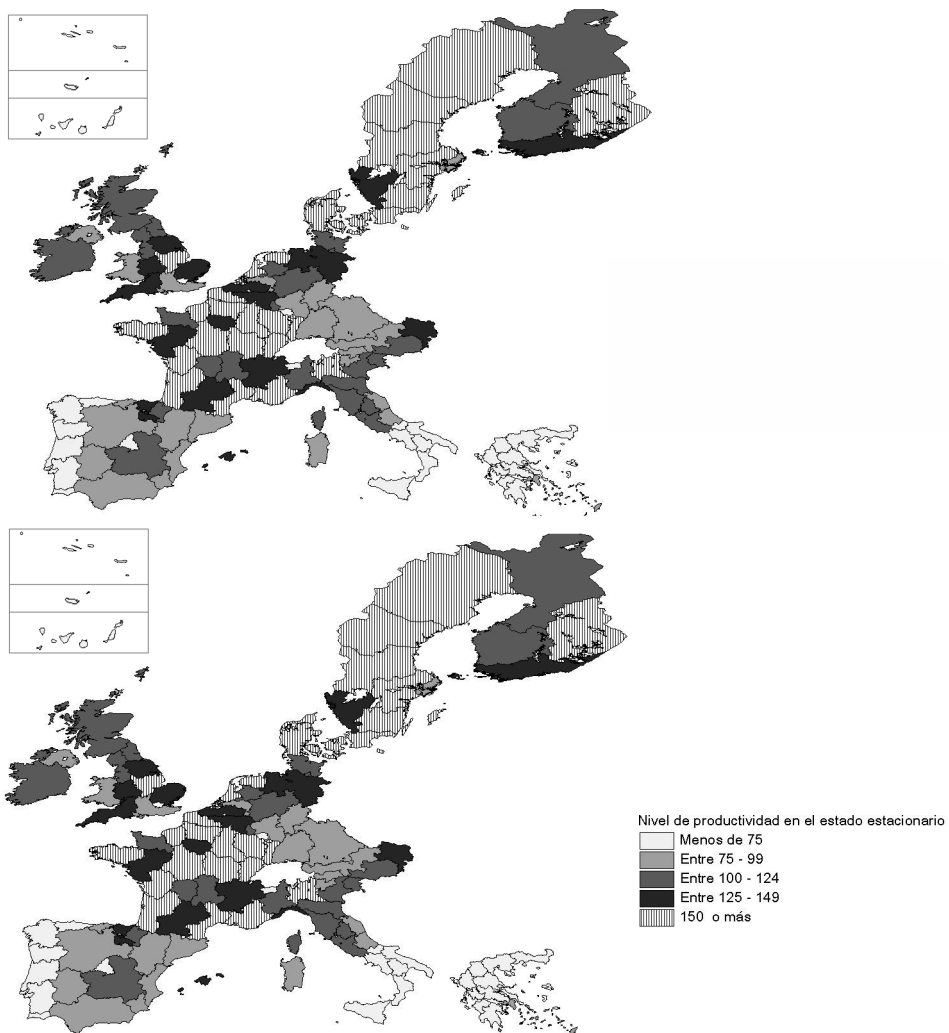 Nivel de productividad en el estado estacionario
Menos de 75
Entre 75 - 99
Entre 100 - 124
Entre 125 - 149
150 o más